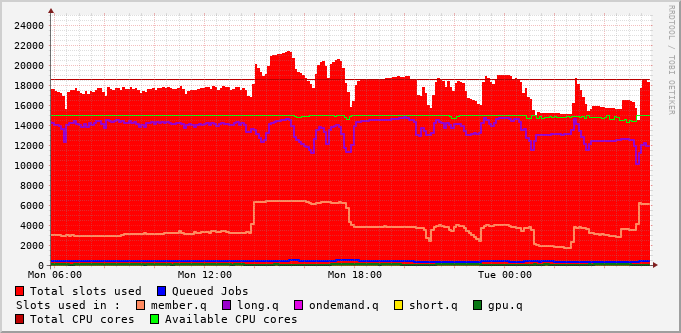 24000
22000
20000
18000
16000
14000
12000
10000
8000
6000
4000
2000
0
Mon 06:00 Mon 12:00 Mon 18:00 Tue 00:00
Total slots used Queued Jobs
Slots used in : member.q long.q ondemand.q short.q gpu.q
Total CPU cores Available CPU cores
RRDTOOL / TOBI OETIKER